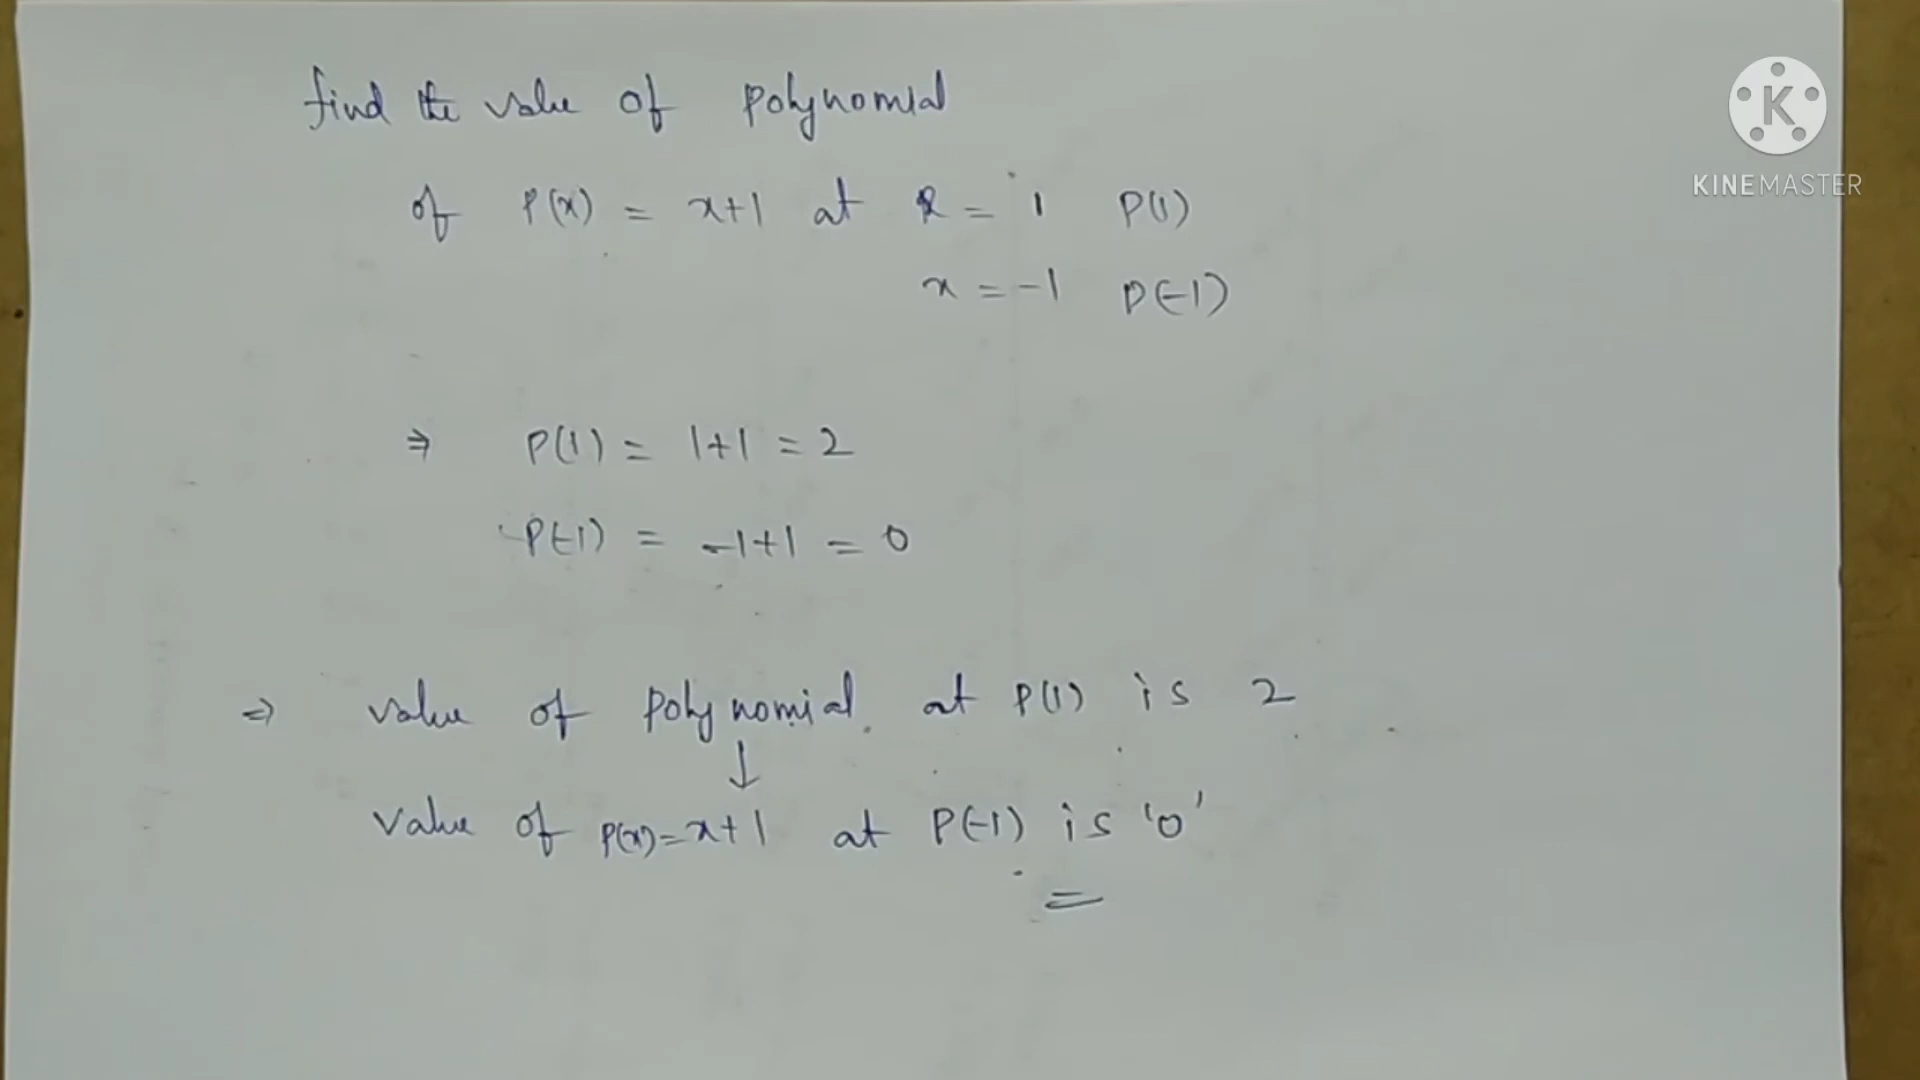 find the value of polynomial
of P(x) = x+1 at x = 1 P(1)
x = -1 P(-1)
⇒ P(1) = 1+1 = 2
P(-1) = -1+1 = 0
⇒ value of polynomial. at P(1) is 2
↓
value of P(x)=x+1 at P(-1) is '0'
K
KINEMASTER